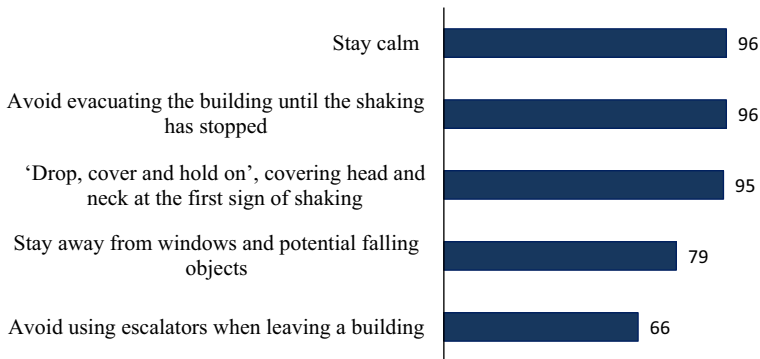 Stay calm 96
Avoid evacuating the building until the shaking
has stopped 96
‘Drop, cover and hold on’, covering head and
neck at the first sign of shaking 95
Stay away from windows and potential falling
objects 79
Avoid using escalators when leaving a building 66